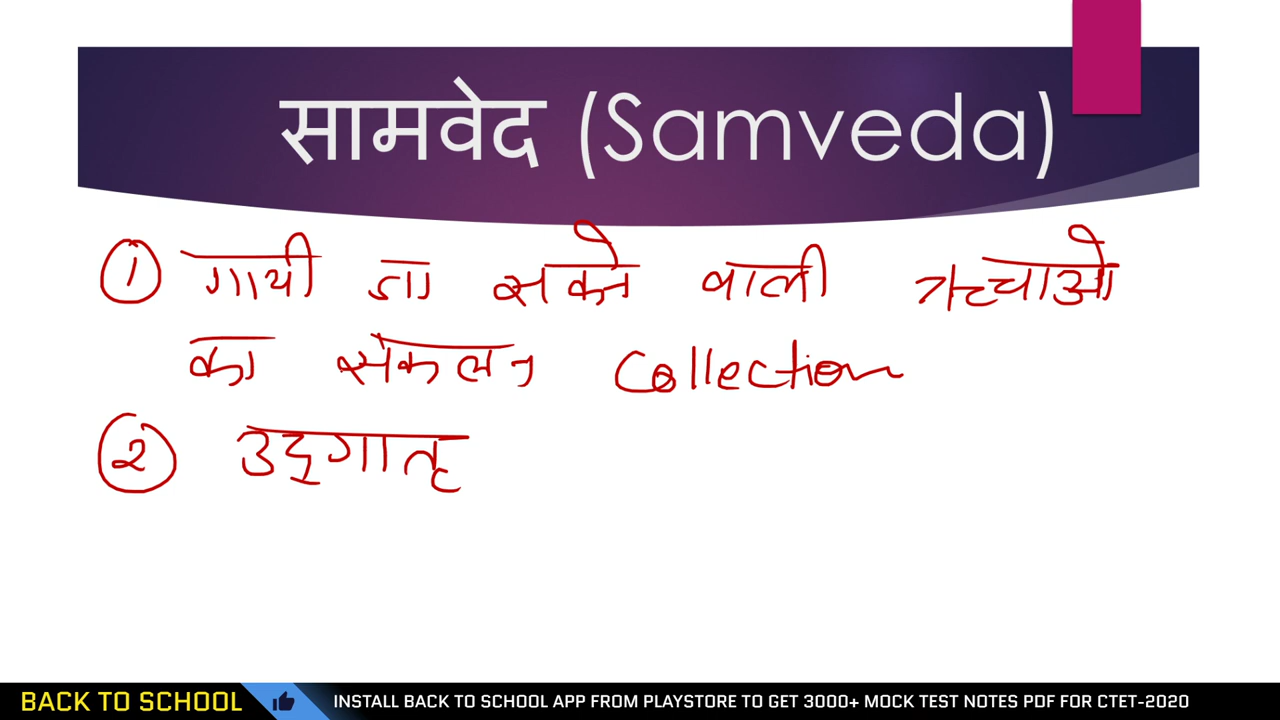 सामवेद (Samveda)
① गायी जा सकने वाली ऋच्चाओ
का संकलन Collection
② उद्गातृ
BACK TO SCHOOL INSTALL BACK TO SCHOOL APP FROM PLAYSTORE TO GET 3000+ MOCK TEST NOTES PDF FOR CTET-2020